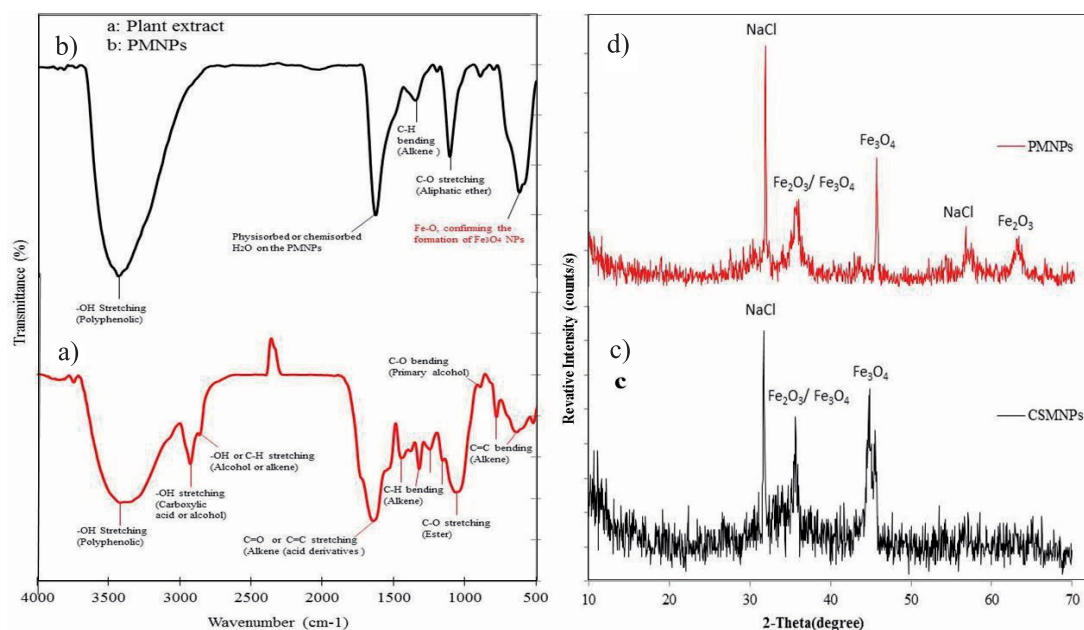 a: Plant extract
b: PMNPs
b)
C-H
bending
(Alkene )
C-O stretching
(Aliphatic ether)
Physisorbed or chemisorbed
H2O on the PMNPs
Fe-O, confirming the
formation of Fe3O4 NPs
-OH Stretching
(Polyphenolic)
a)
C-O bending
(Primary alcohol)
-OH or C-H stretching
(Alcohol or alkene)
C=C bending
(Alkene)
-OH stretching
(Carboxylic
acid or alcohol)
C-H bending
(Alkene)
-OH Stretching
(Polyphenolic)
C=O or C=C stretching
Alkene (acid derivatives )
C-O stretching
(Ester)
Transmittance (%)
4000 3500 3000 2500 2000 1500 1000 500
Wavenumber (cm-1)
d)
NaCl
Fe3O4
PMNPs
Fe2O3/ Fe3O4
NaCl
Fe2O3
c)
c
NaCl
Fe3O4
Fe2O3/ Fe3O4
CSMNPs
Revative Intensity (counts/s)
10 20 30 40 50 60 70
2-Theta(degree)